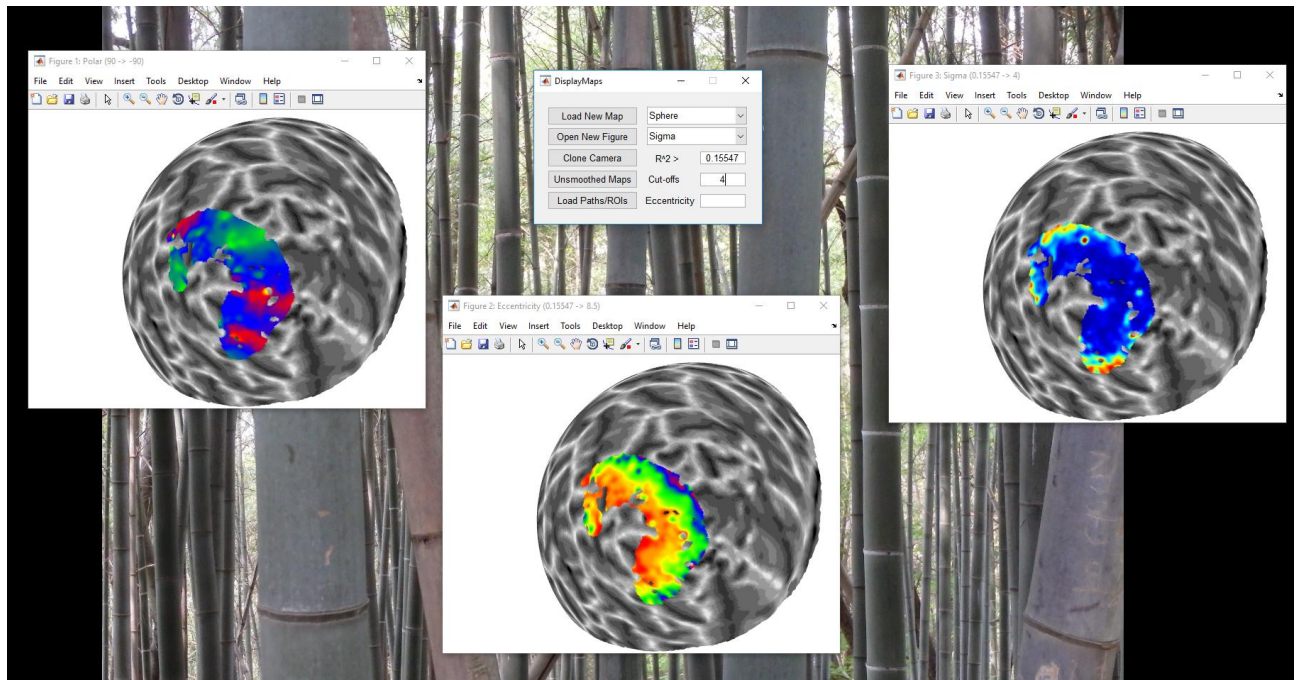 Figure 1: Polar (90 -> -90)
File Edit View Insert Tools Desktop Window Help
DisplayMaps
Load New Map
Sphere
Open New Figure
Sigma
Clone Camera
R^2 >
0.15547
Unsmoothed Maps
Cut-offs
4
Load Paths/ROIs
Eccentricity
Figure 3: Sigma (0.15547 -> 4)
File Edit View Insert Tools Desktop Window Help
Figure 2: Eccentricity (0.15547 -> 8.5)
File Edit View Insert Tools Desktop Window Help